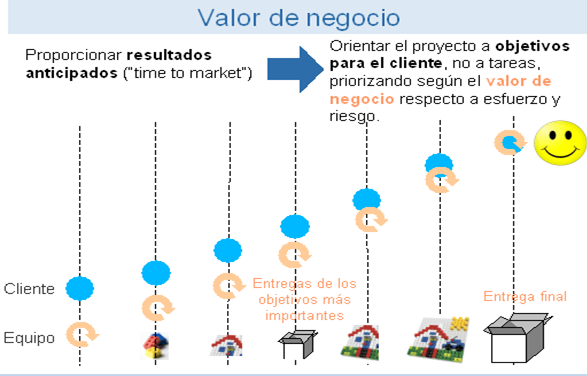 Valor de negocio
Proporcionar resultados
anticipados ("time to market")
Orientar el proyecto a objetivos
para el cliente, no a tareas,
priorizando según el valor de
negocio respecto a esfuerzo y
riesgo.
Cliente
Entregas de los
objetivos más
importantes
Entrega final
Equipo